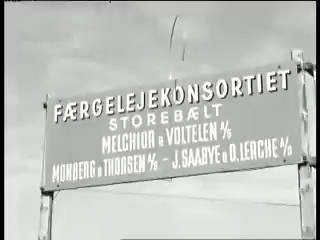 FÆRGELEJEKONSORTIET
STOREBÆLT
MELCHIOR & VOLTELEN A/S
MONBERG & THORSEN A/S - J. SAABYE & O. LERCHE A/S